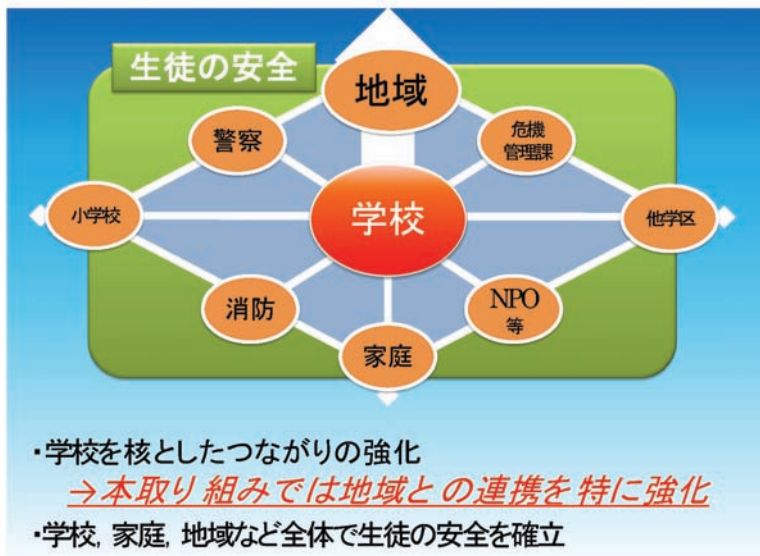 生徒の安全
地域
警察
危機
管理課
小学校
学校
他学区
消防
NPO
等
家庭
・学校を核としたつながりの強化
→本取り組みでは地域との連携を特に強化
・学校，家庭，地域など全体で生徒の安全を確立